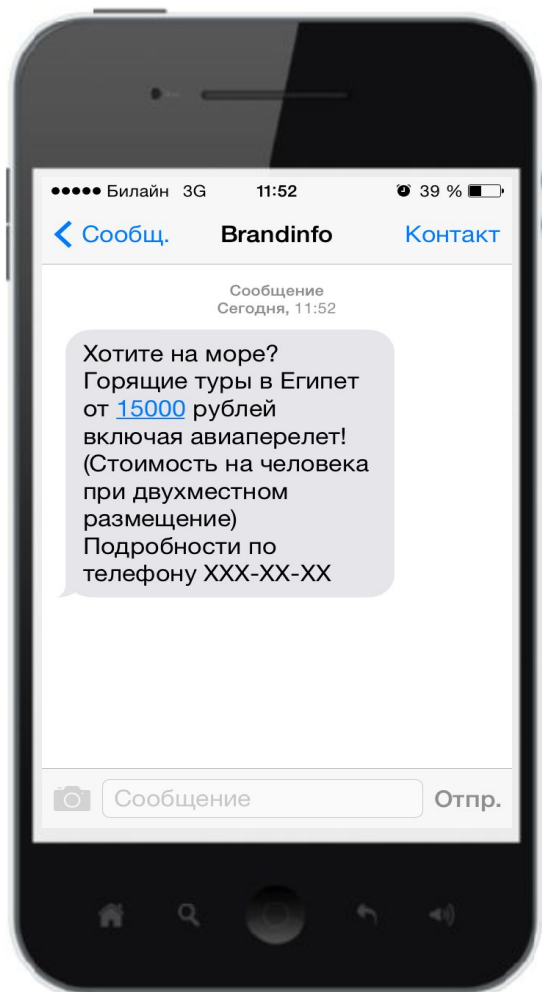 ●●●●● Билайн 3G 11:52 39 %
Сообщ. Brandinfo Контакт
Сообщение
Сегодня, 11:52
Хотите на море?
Горящие туры в Египет
от 15000 рублей
включая авиаперелет!
(Стоимость на человека
при двухместном
размещение)
Подробности по
телефону XXX-XX-XX
Сообщение Отпр.